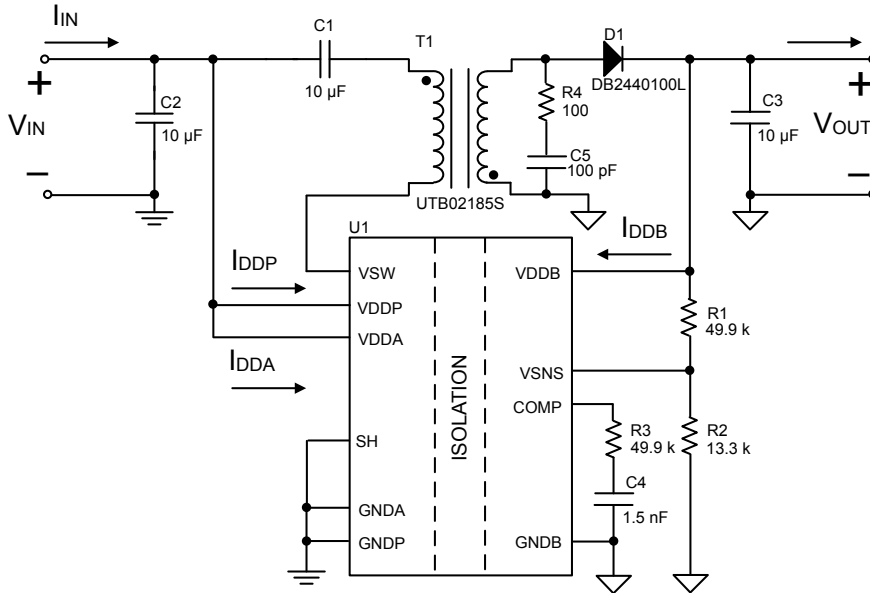 IIN
C1
10 µF
T1
D1
DB2440100L
+
VIN
−
C2
10 µF
R4
100
C5
100 pF
C3
10 µF
+
VOUT
−
UTB02185S
U1
IDDB
IDDP
VSW
VDDP
VDDA
VDDB
R1
49.9 k
IDDA
ISOLATION
VSNS
COMP
SH
R3
49.9 k
R2
13.3 k
C4
1.5 nF
GNDA
GNDP
GNDB